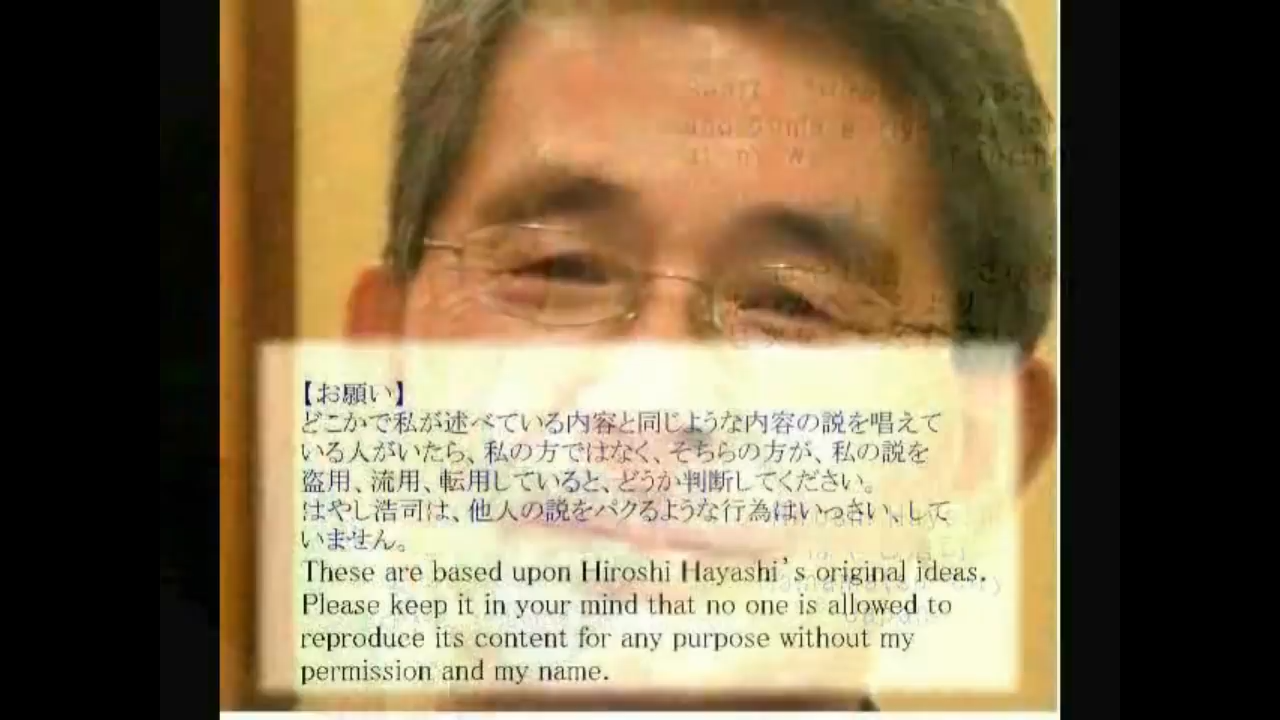 【お願い】
どこかで私が述べている内容と同じような内容の説を唱えて
いる人がいたら、私の方ではなく、そちらの方が、私の説を
盗用、流用、転用していると、どうか判断してください。
はやし浩司は、他人の説をパクるような行為はいっさい、して
いません。
These are based upon Hiroshi Hayashi's original ideas.
Please keep it in your mind that no one is allowed to
reproduce its content for any purpose without my
permission and my name.